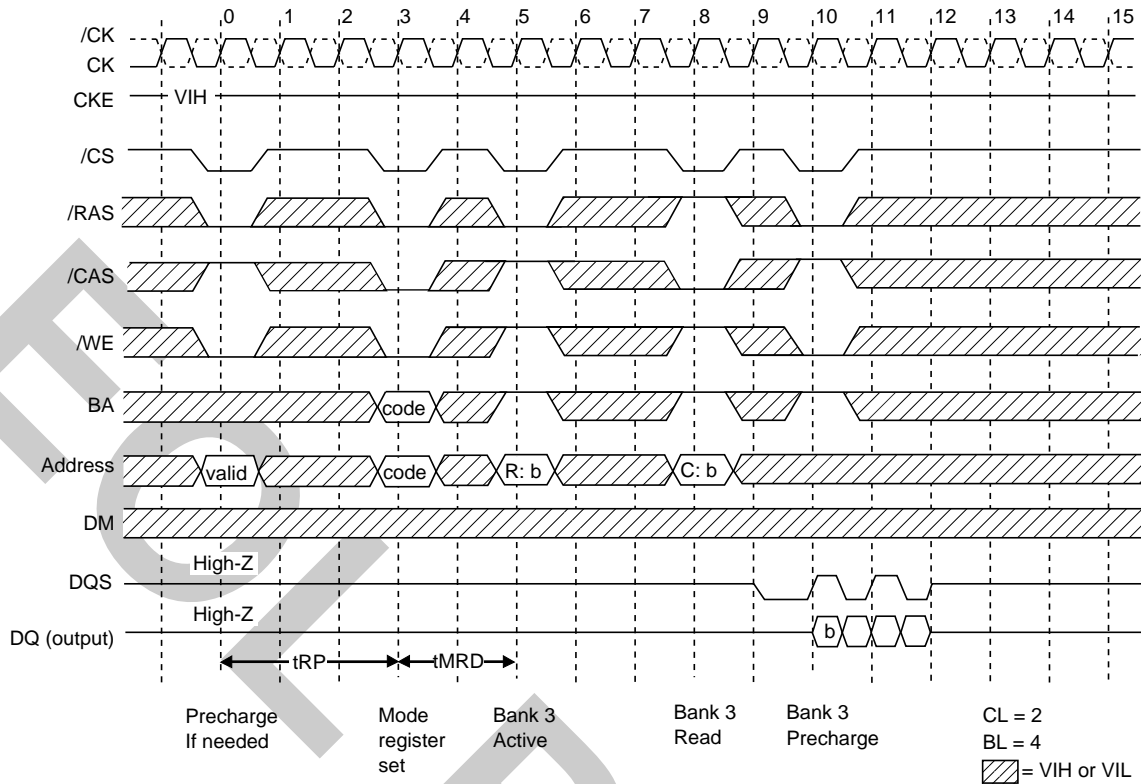 0 1 2 3 4 5 6 7 8 9 10 11 12 13 14 15
/CK
CK
CKE VIH
/CS
/RAS
/CAS
/WE
BA code
Address valid code R: b C: b
DM
High-Z
DQS
High-Z
DQ (output) b
tRP tMRD
Precharge If needed
Mode register set
Bank 3 Active
Bank 3 Read
Bank 3 Precharge
CL = 2
BL = 4
= VIH or VIL